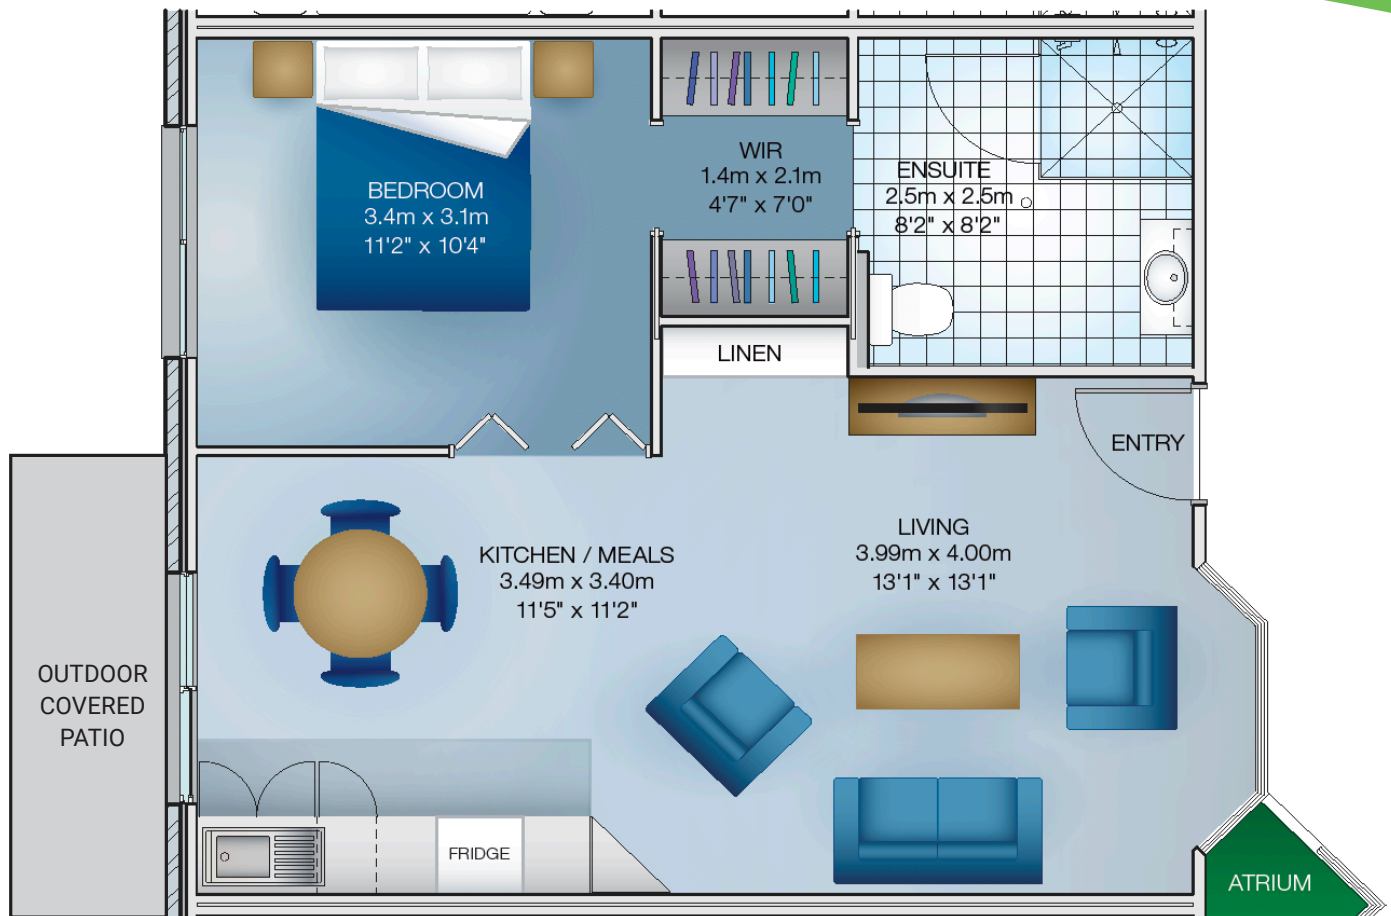 BEDROOM
3.4m x 3.1m
11'2" x 10'4"
WIR
1.4m x 2.1m
4'7" x 7'0"
ENSUITE
2.5m x 2.5m
8'2" x 8'2"
LINEN
ENTRY
KITCHEN / MEALS
3.49m x 3.40m
11'5" x 11'2"
LIVING
3.99m x 4.00m
13'1" x 13'1"
OUTDOOR
COVERED
PATIO
FRIDGE
ATRIUM